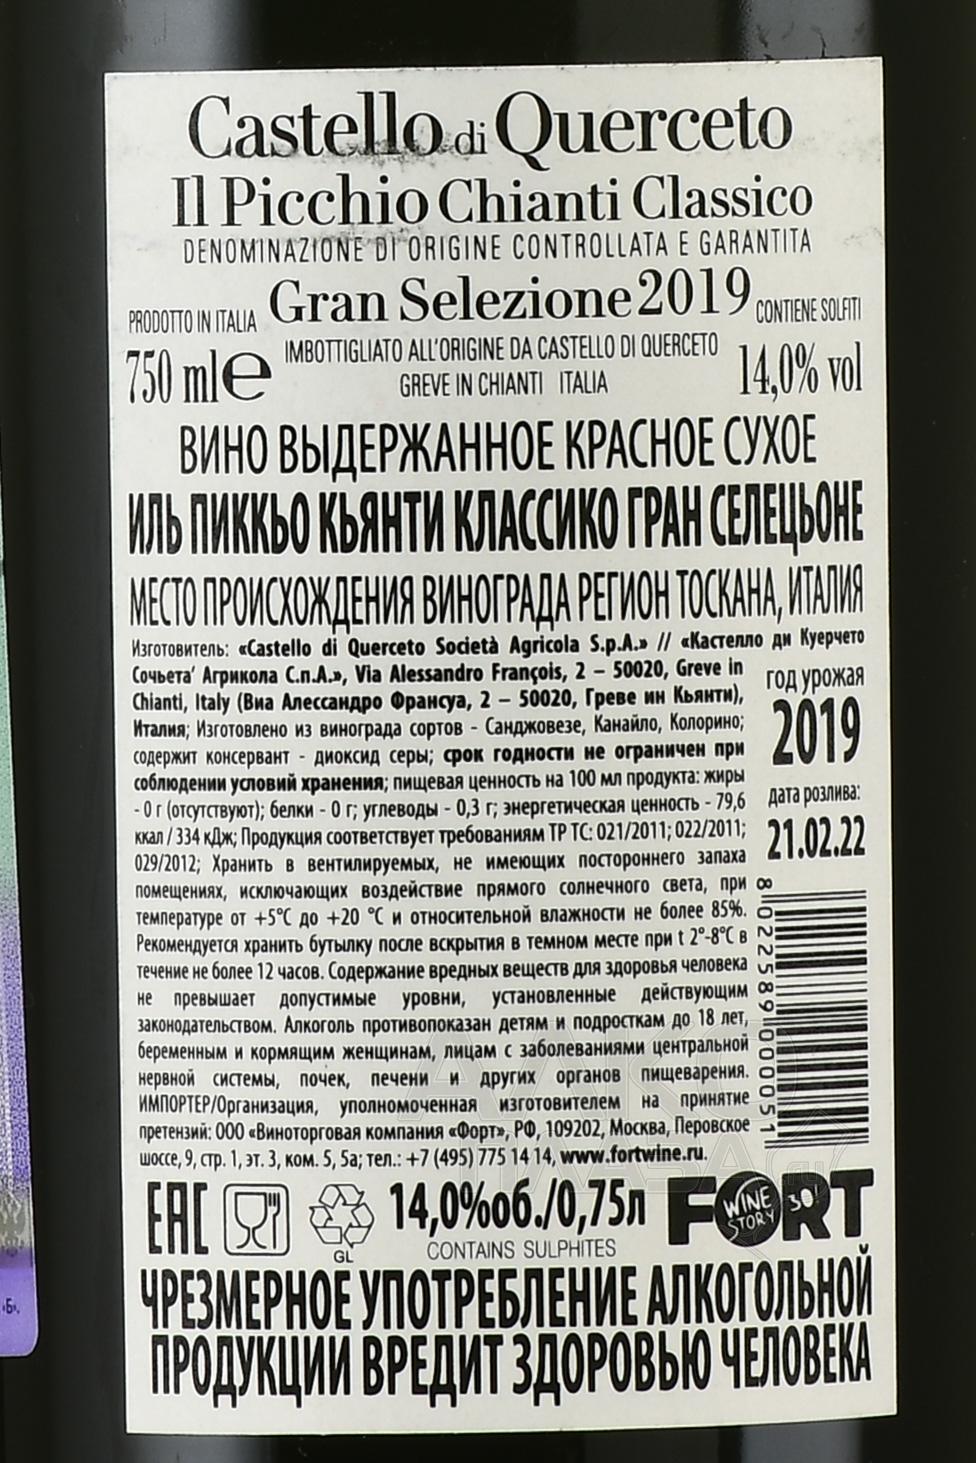 Castello di Querceto
Il Picchio Chianti Classico
DENOMINAZIONE DI ORIGINE CONTROLLATA E GARANTITA
PRODOTTO IN ITALIA Gran Selezione 2019 CONTIENE SOLFITI
750 ml e IMBOTTIGLIATO ALL'ORIGINE DA CASTELLO DI QUERCETO 14,0% vol
GREVE IN CHIANTI ITALIA
ВИНО ВЫДЕРЖАННОЕ КРАСНОЕ СУХОЕ
ИЛЬ ПИККЬО КЬЯНТИ КЛАССИКО ГРАН СЕЛЕЦЬОНЕ
МЕСТО ПРОИСХОЖДЕНИЯ ВИНОГРАДА РЕГИОН ТОСКАНА, ИТАЛИЯ
Изготовитель: «Castello di Querceto Società Agricola S.p.A.» // «Кастелло ди Куерчето
Сочьета' Агрикола С.п.А.», Via Alessandro François, 2 – 50020, Greve in
Chianti, Italy (Виа Алессандро Франсуа, 2 – 50020, Греве ин Кьянти),
Италия; Изготовлено из винограда сортов - Санджовезе, Канайло, Колорино;
содержит консервант - диоксид серы; срок годности не ограничен при
соблюдении условий хранения; пищевая ценность на 100 мл продукта: жиры
- 0 г (отсутствуют); белки - 0 г; углеводы - 0,3 г; энергетическая ценность - 79,6
ккал / 334 кДж; Продукция соответствует требованиям ТР ТС: 021/2011; 022/2011;
029/2012; Хранить в вентилируемых, не имеющих постороннего запаха
помещениях, исключающих воздействие прямого солнечного света, при
температуре от +5°С до +20 °С и относительной влажности не более 85%.
Рекомендуется хранить бутылку после вскрытия в темном месте при t 2°-8°С в
течение не более 12 часов. Содержание вредных веществ для здоровья человека
не превышает допустимые уровни, установленные действующим
законодательством. Алкоголь противопоказан детям и подросткам до 18 лет,
беременным и кормящим женщинам, лицам с заболеваниями центральной
нервной системы, почек, печени и других органов пищеварения.
ИМПОРТЕР/Организация, уполномоченная изготовителем на принятие
претензий: ООО «Виноторговая компания «Форт», РФ, 109202, Москва, Перовское
шоссе, 9, стр. 1, эт. 3, ком. 5, 5а; тел.: +7 (495) 775 14 14, www.fortwine.ru.
год урожая
2019
дата розлива:
21.02.22
8 022589 000051
EAC
GL
14,0%об./0,75л
CONTAINS SULPHITES
FORT
WINE
STORY
30!
ЧРЕЗМЕРНОЕ УПОТРЕБЛЕНИЕ АЛКОГОЛЬНОЙ
ПРОДУКЦИИ ВРЕДИТ ЗДОРОВЬЮ ЧЕЛОВЕКА
«Б».